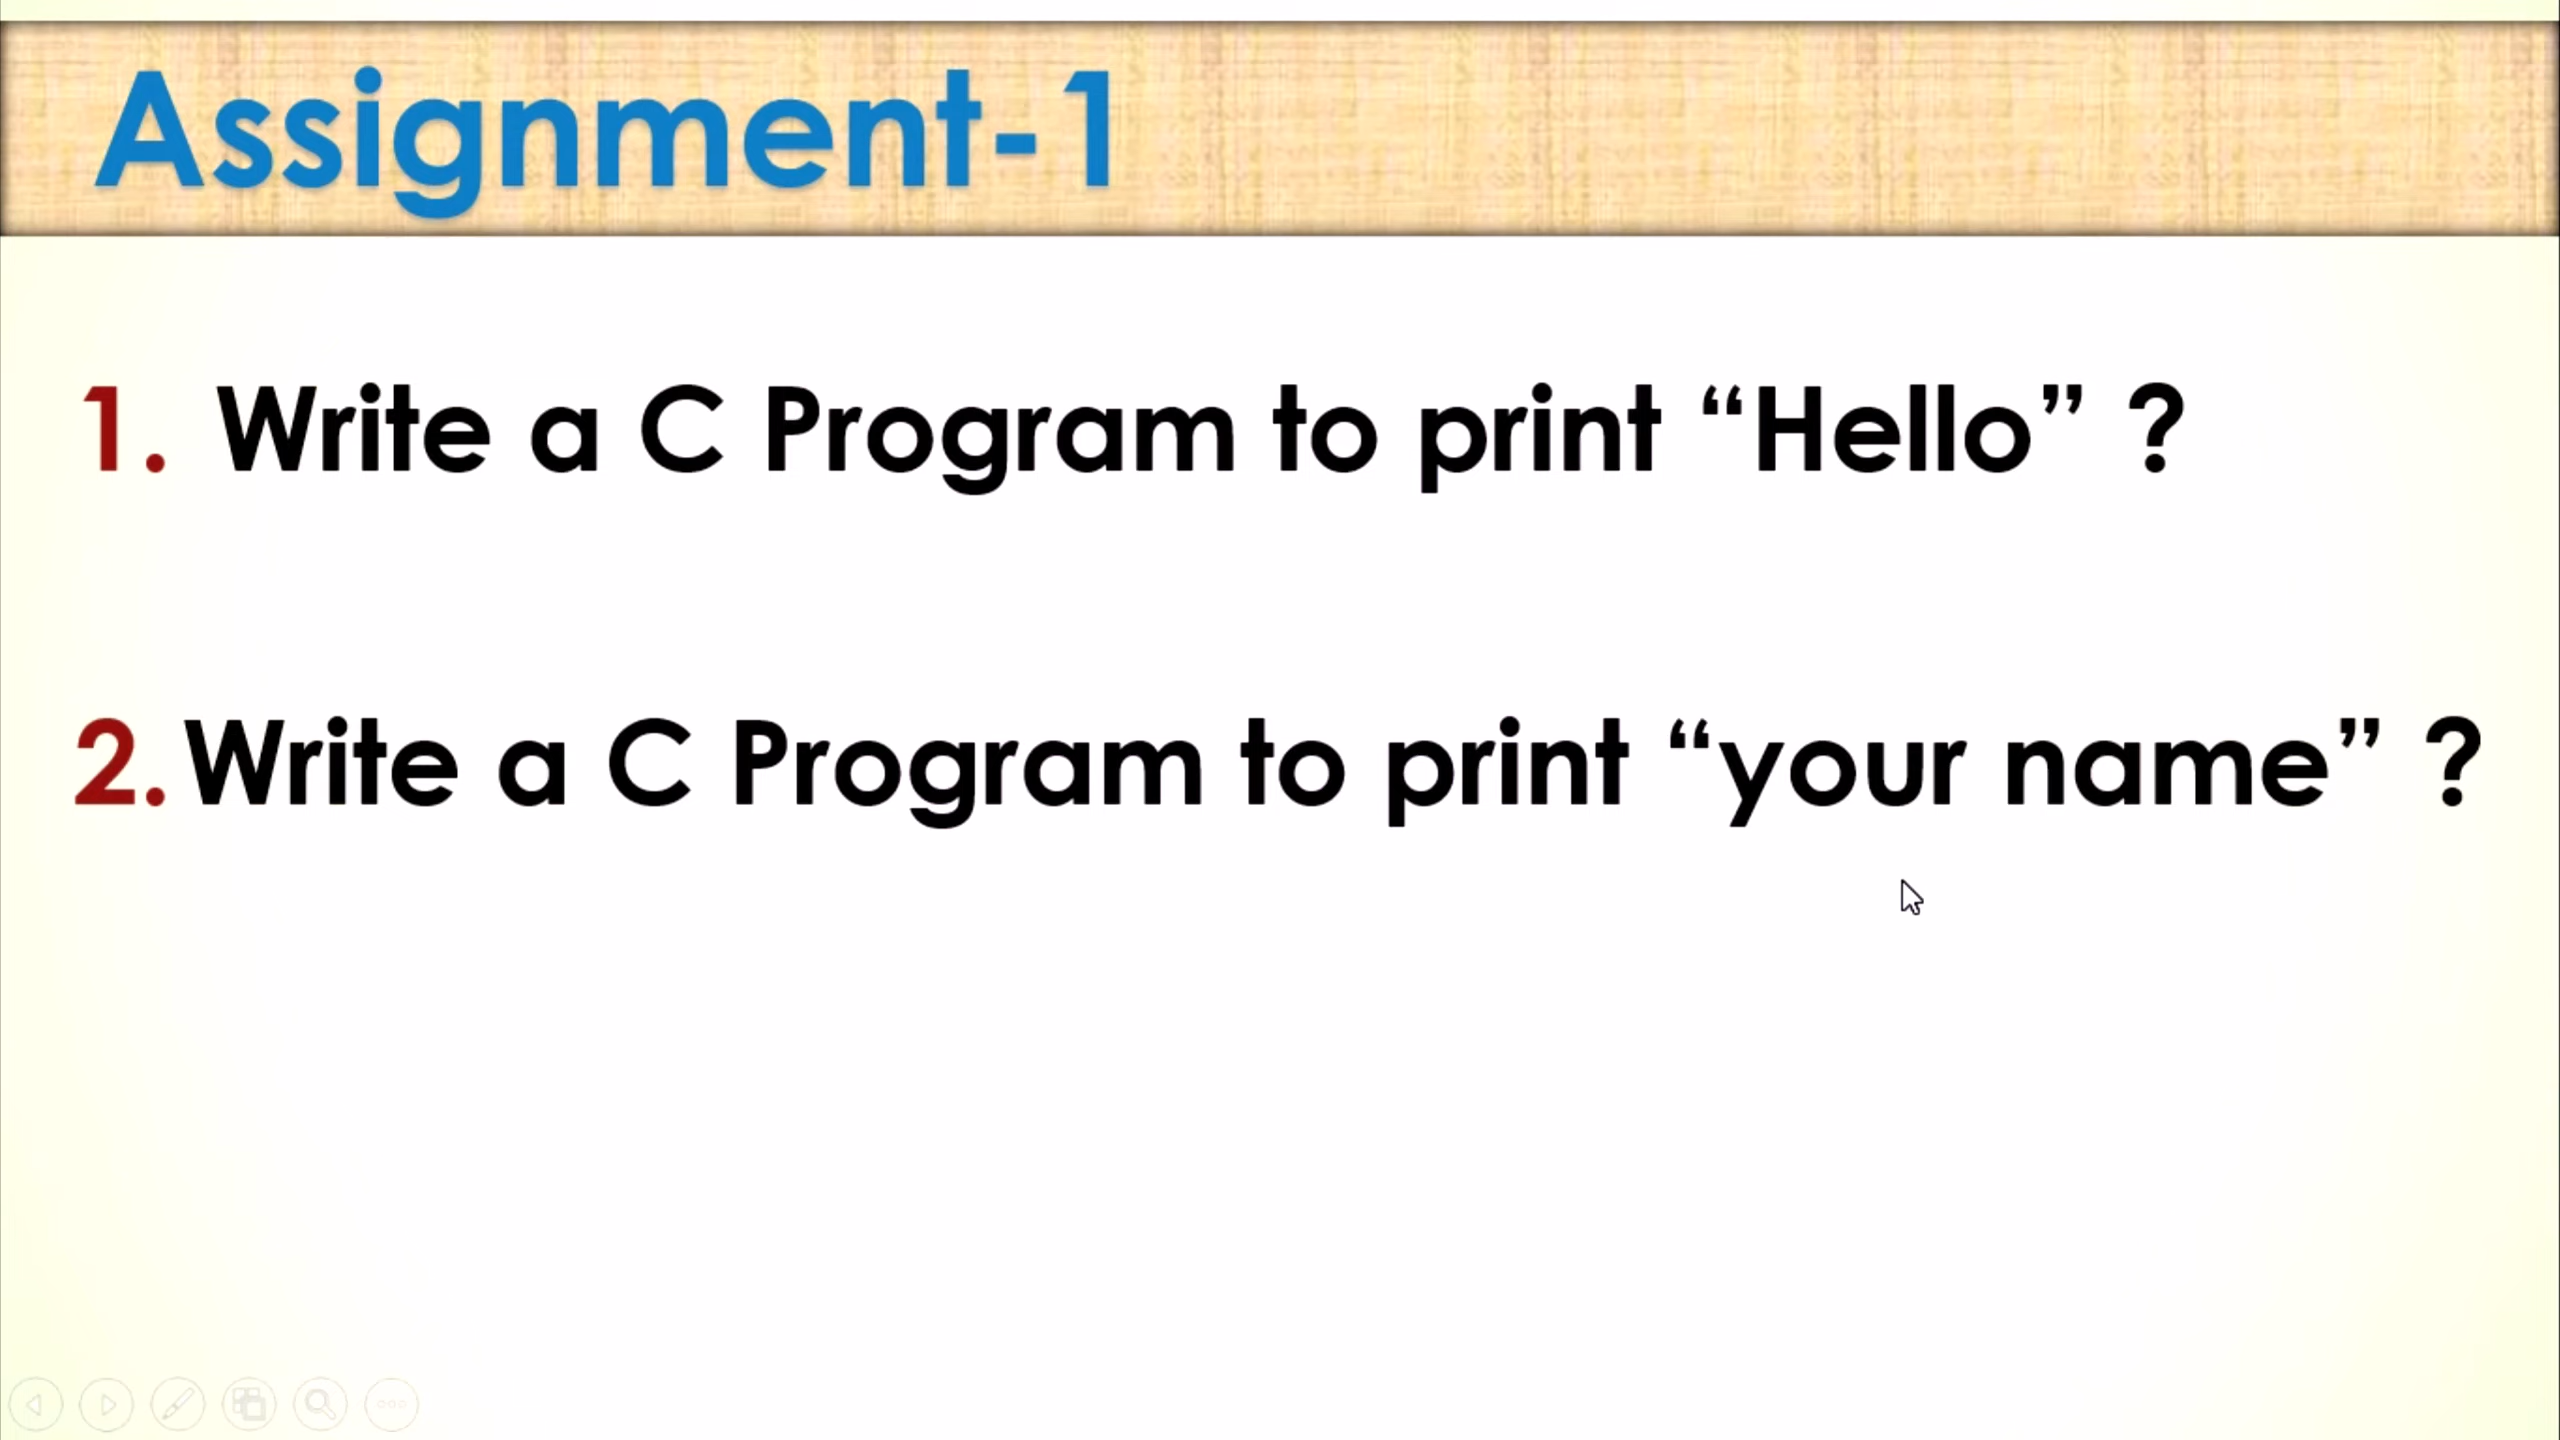 Assignment-1
1. Write a C Program to print “Hello” ?
2. Write a C Program to print “your name” ?